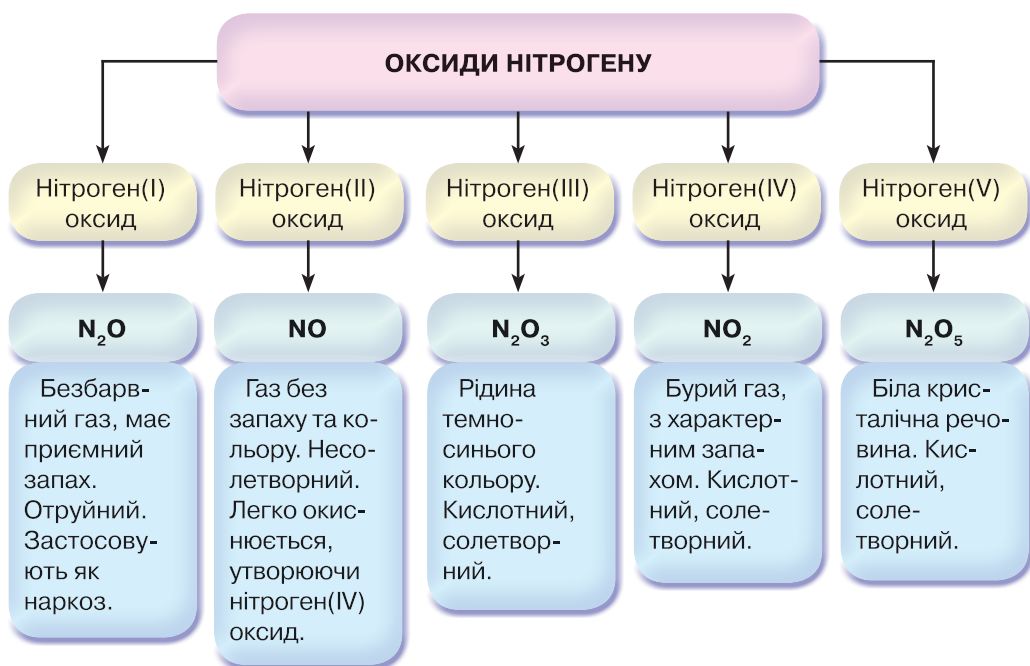 ОКСИДИ НІТРОГЕНУ
Нітроген(I)
оксид
Нітроген(II)
оксид
Нітроген(III)
оксид
Нітроген(IV)
оксид
Нітроген(V)
оксид
N₂O
NO
N₂O₃
NO₂
N₂O₅
Безбарв-
ний газ, має
приємний
запах.
Отруйний.
Застосову-
ють як
наркоз.
Газ без
запаху та ко-
льору. Несо-
летворний.
Легко окис-
нюється,
утворюючи
нітроген(IV)
оксид.
Рідина
темно-
синього
кольору.
Кислотний,
солетвор-
ний.
Бурий газ,
з характер-
ним запа-
хом. Кислот-
ний, соле-
творний.
Біла крис-
талічна речо-
вина. Кис-
лотний,
соле-
творний.